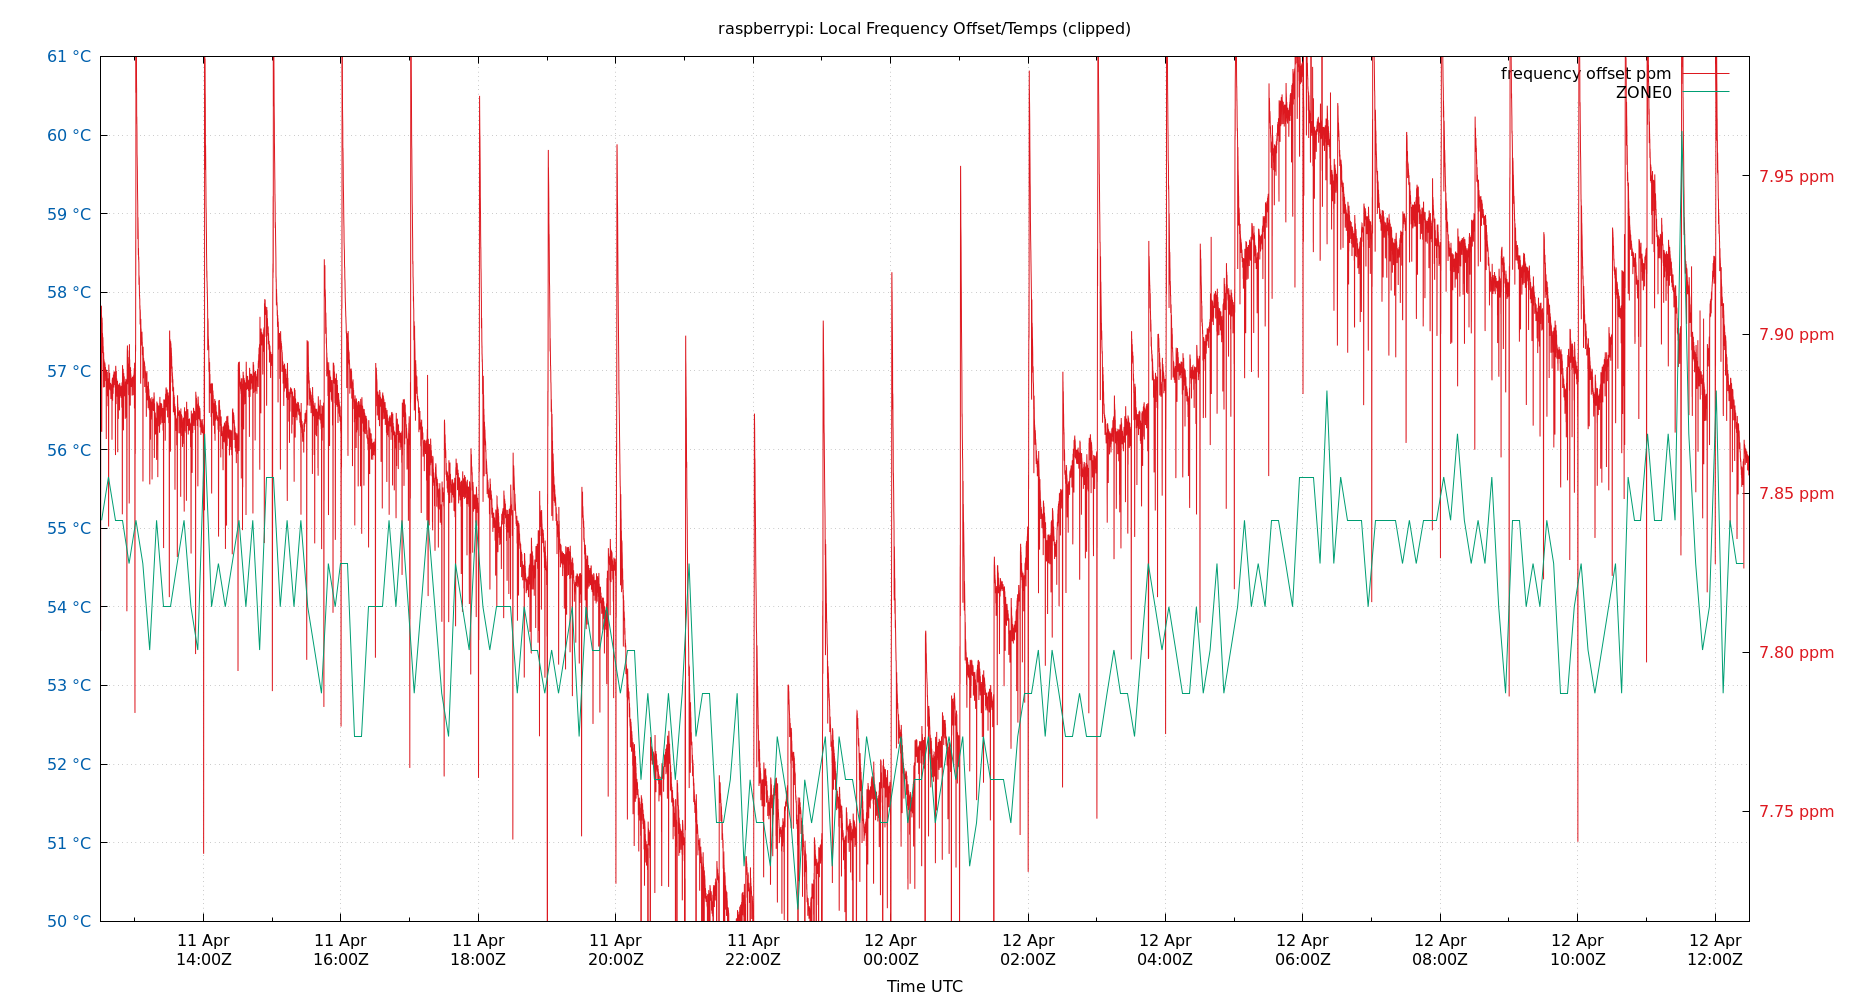 raspberrypi: Local Frequency Offset/Temps (clipped)
61 °C
60 °C
59 °C
58 °C
57 °C
56 °C
55 °C
54 °C
53 °C
52 °C
51 °C
50 °C
frequency offset ppm
ZONE0
7.95 ppm
7.90 ppm
7.85 ppm
7.80 ppm
7.75 ppm
11 Apr
14:00Z
11 Apr
16:00Z
11 Apr
18:00Z
11 Apr
20:00Z
11 Apr
22:00Z
12 Apr
00:00Z
12 Apr
02:00Z
12 Apr
04:00Z
12 Apr
06:00Z
12 Apr
08:00Z
12 Apr
10:00Z
12 Apr
12:00Z
Time UTC